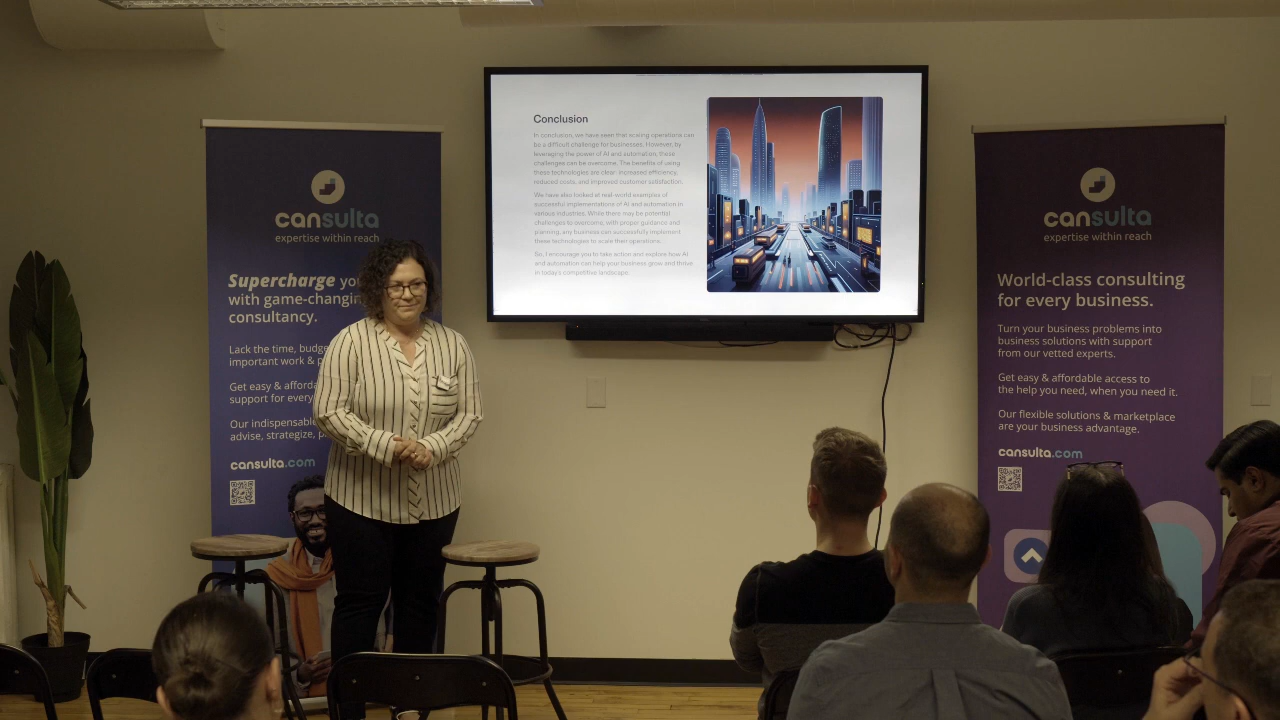 Conclusion
In conclusion, we have seen that scaling operations can
be a difficult challenge for businesses. However, by
leveraging the power of AI and automation, these
challenges can be overcome. The benefits of using
these technologies are clear: increased efficiency,
reduced costs, and improved customer satisfaction.
We have also looked at real-world examples of
successful implementations of AI and automation in
various industries. While there may be potential
challenges to overcome, with proper guidance and
planning, any business can successfully implement
these technologies to scale their operations.
So, I encourage you to take action and explore how AI
and automation can help your business grow and thrive
in today's competitive landscape.
cansulta
expertise within reach
Supercharge
with game-changin
consultancy.
Lack the time, budge
important work & p
Get easy & afforda
support for every
Our indispensabl
advise, strategize, p
cansulta.com
cansulta
expertise within reach
World-class consulting
for every business.
Turn your business problems into
business solutions with support
from our vetted experts.
Get easy & affordable access to
the help you need, when you need it.
Our flexible solutions & marketplace
are your business advantage.
cansulta.com